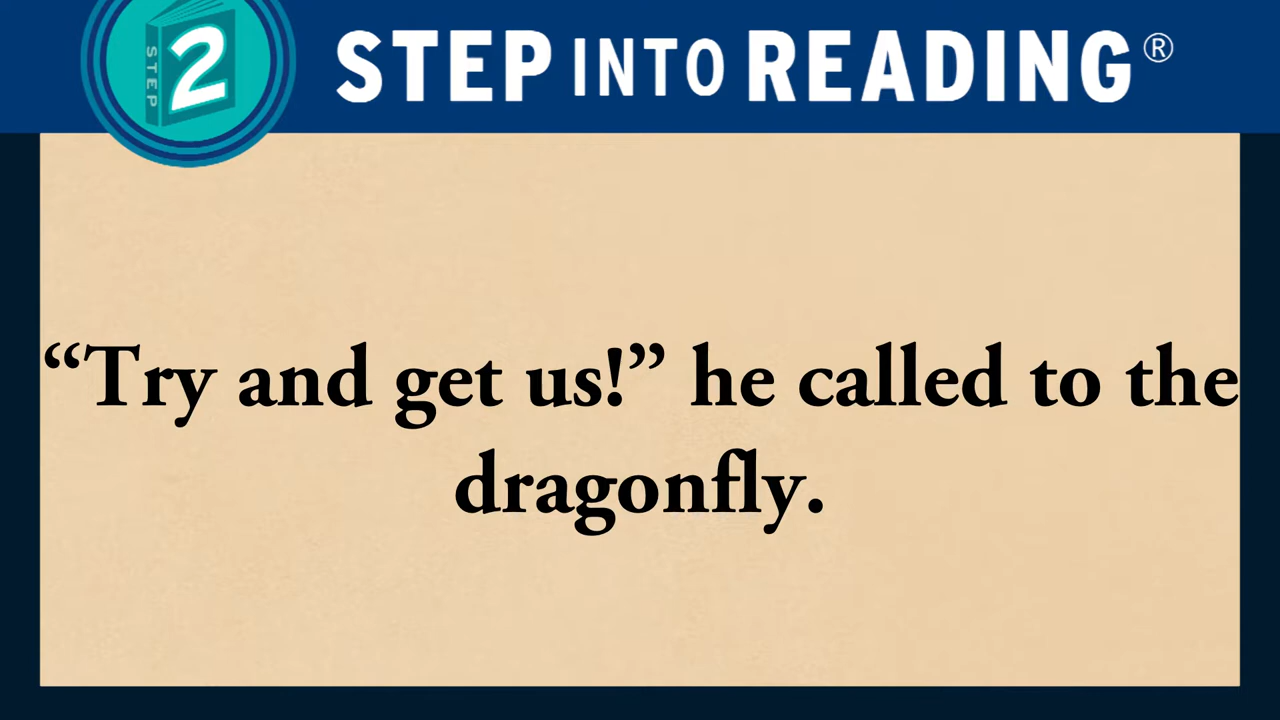 STEP 2
STEP INTO READING®
“Try and get us!” he called to the
dragonfly.